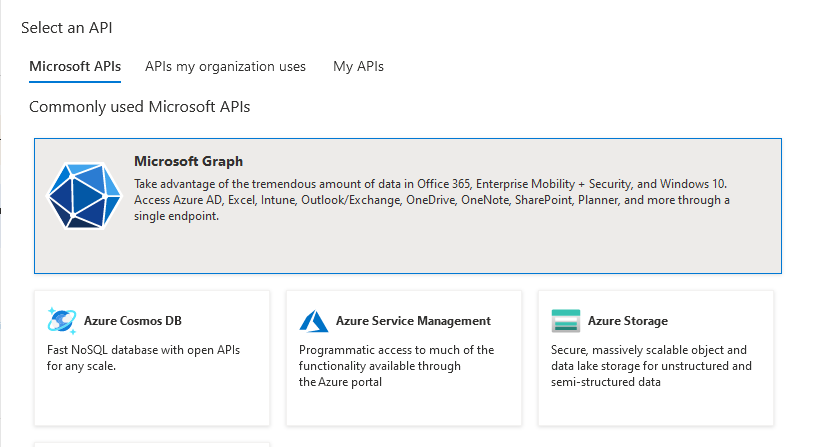 Select an API
Microsoft APIs
APIs my organization uses
My APIs
Commonly used Microsoft APIs
Microsoft Graph
Take advantage of the tremendous amount of data in Office 365, Enterprise Mobility + Security, and Windows 10.
Access Azure AD, Excel, Intune, Outlook/Exchange, OneDrive, OneNote, SharePoint, Planner, and more through a
single endpoint.
Azure Cosmos DB
Fast NoSQL database with open APIs
for any scale.
Azure Service Management
Programmatic access to much of the
functionality available through
the Azure portal
Azure Storage
Secure, massively scalable object and
data lake storage for unstructured and
semi-structured data